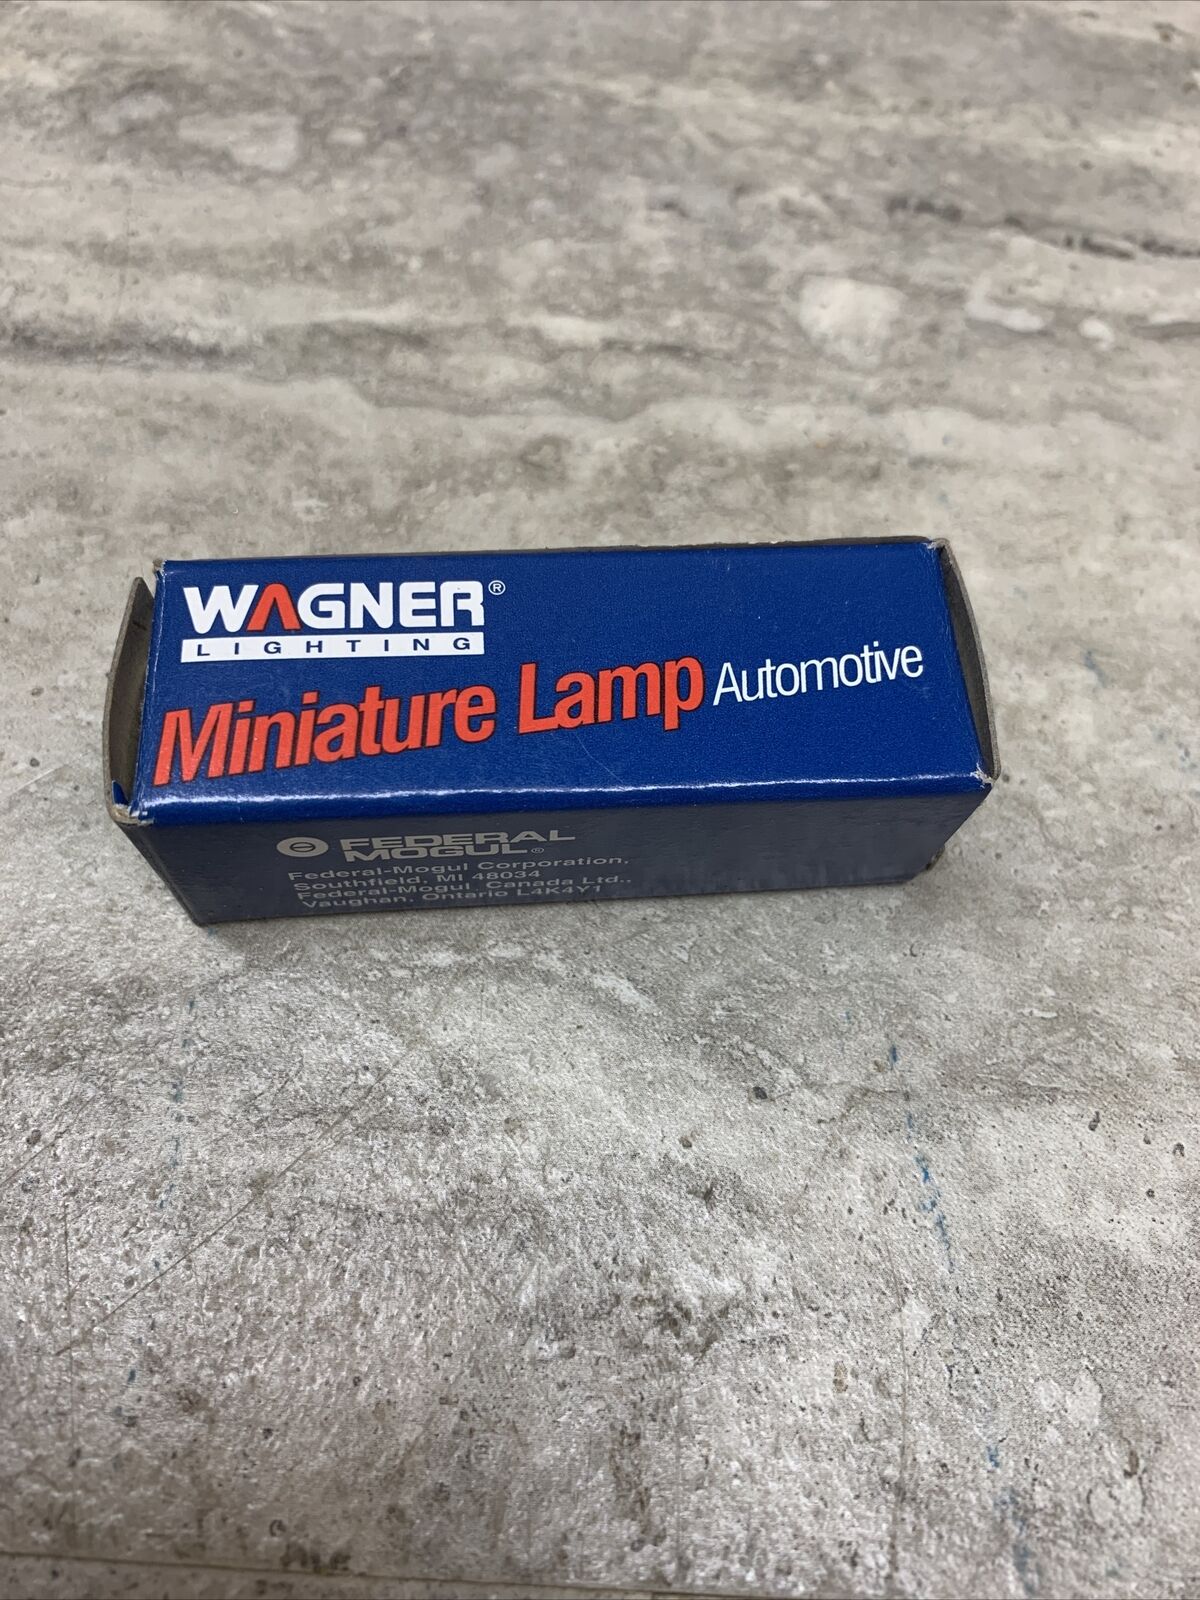 WAGNER®
LIGHTING
Miniature Lamp Automotive
FEDERAL
MOGUL®
Federal-Mogul Corporation,
Southfield, MI 48034
Federal-Mogul Canada Ltd.,
Vaughan, Ontario L4K4Y1